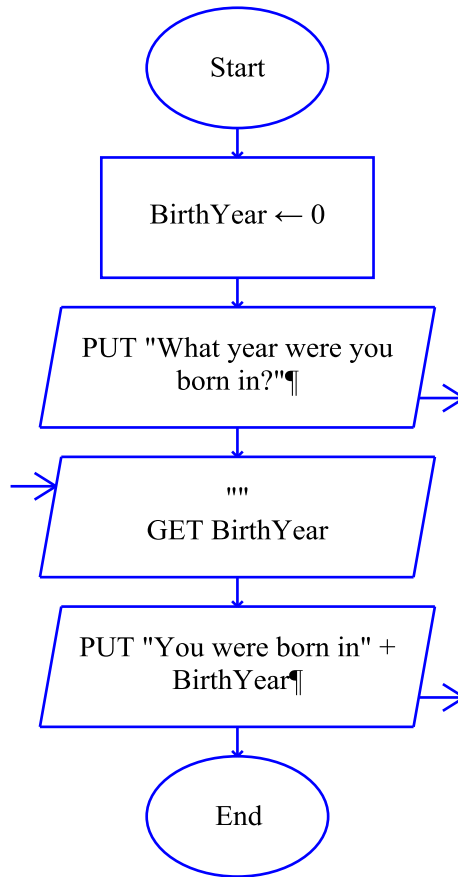 Start
BirthYear ← 0
PUT "What year were you
born in?"¶
""
GET BirthYear
PUT "You were born in" +
BirthYear¶
End